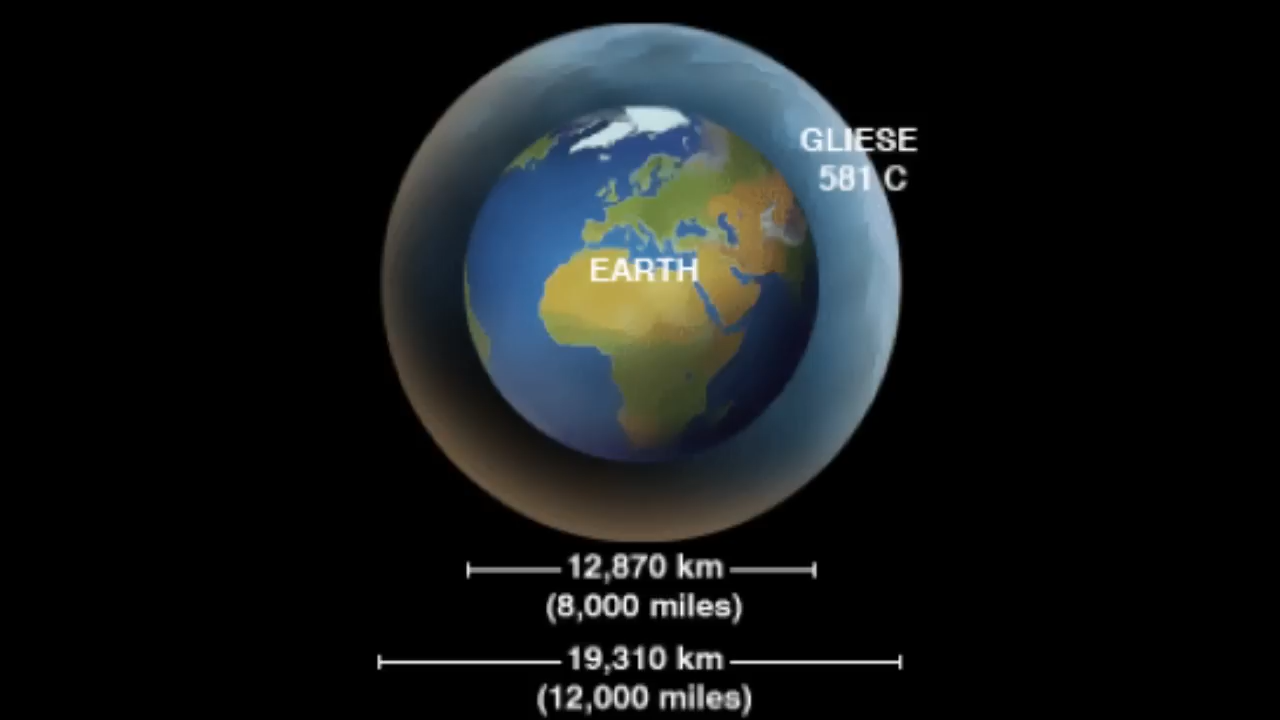 GLIESE
581 C
EARTH
12,870 km
(8,000 miles)
19,310 km
(12,000 miles)